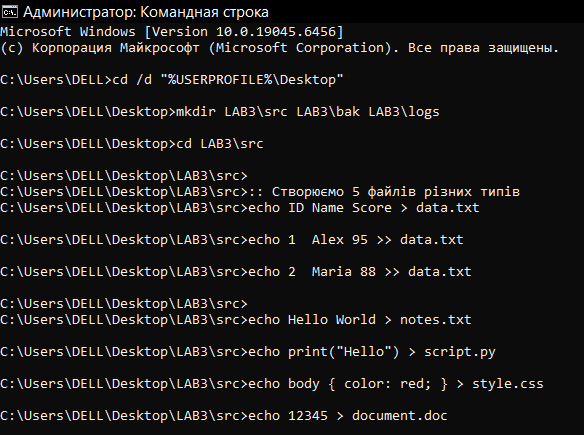 Администратор: Командная строка
Microsoft Windows [Version 10.0.19045.6456]
(c) Корпорация Майкрософт (Microsoft Corporation). Все права защищены.
C:\Users\DELL>cd /d "%USERPROFILE%\Desktop"
C:\Users\DELL\Desktop>mkdir LAB3\src LAB3\bak LAB3\logs
C:\Users\DELL\Desktop>cd LAB3\src
C:\Users\DELL\Desktop\LAB3\src>
C:\Users\DELL\Desktop\LAB3\src>:: Створюємо 5 файлів різних типів
C:\Users\DELL\Desktop\LAB3\src>echo ID Name Score > data.txt
C:\Users\DELL\Desktop\LAB3\src>echo 1  Alex 95 >> data.txt
C:\Users\DELL\Desktop\LAB3\src>echo 2  Maria 88 >> data.txt
C:\Users\DELL\Desktop\LAB3\src>
C:\Users\DELL\Desktop\LAB3\src>echo Hello World > notes.txt
C:\Users\DELL\Desktop\LAB3\src>echo print("Hello") > script.py
C:\Users\DELL\Desktop\LAB3\src>echo body { color: red; } > style.css
C:\Users\DELL\Desktop\LAB3\src>echo 12345 > document.doc